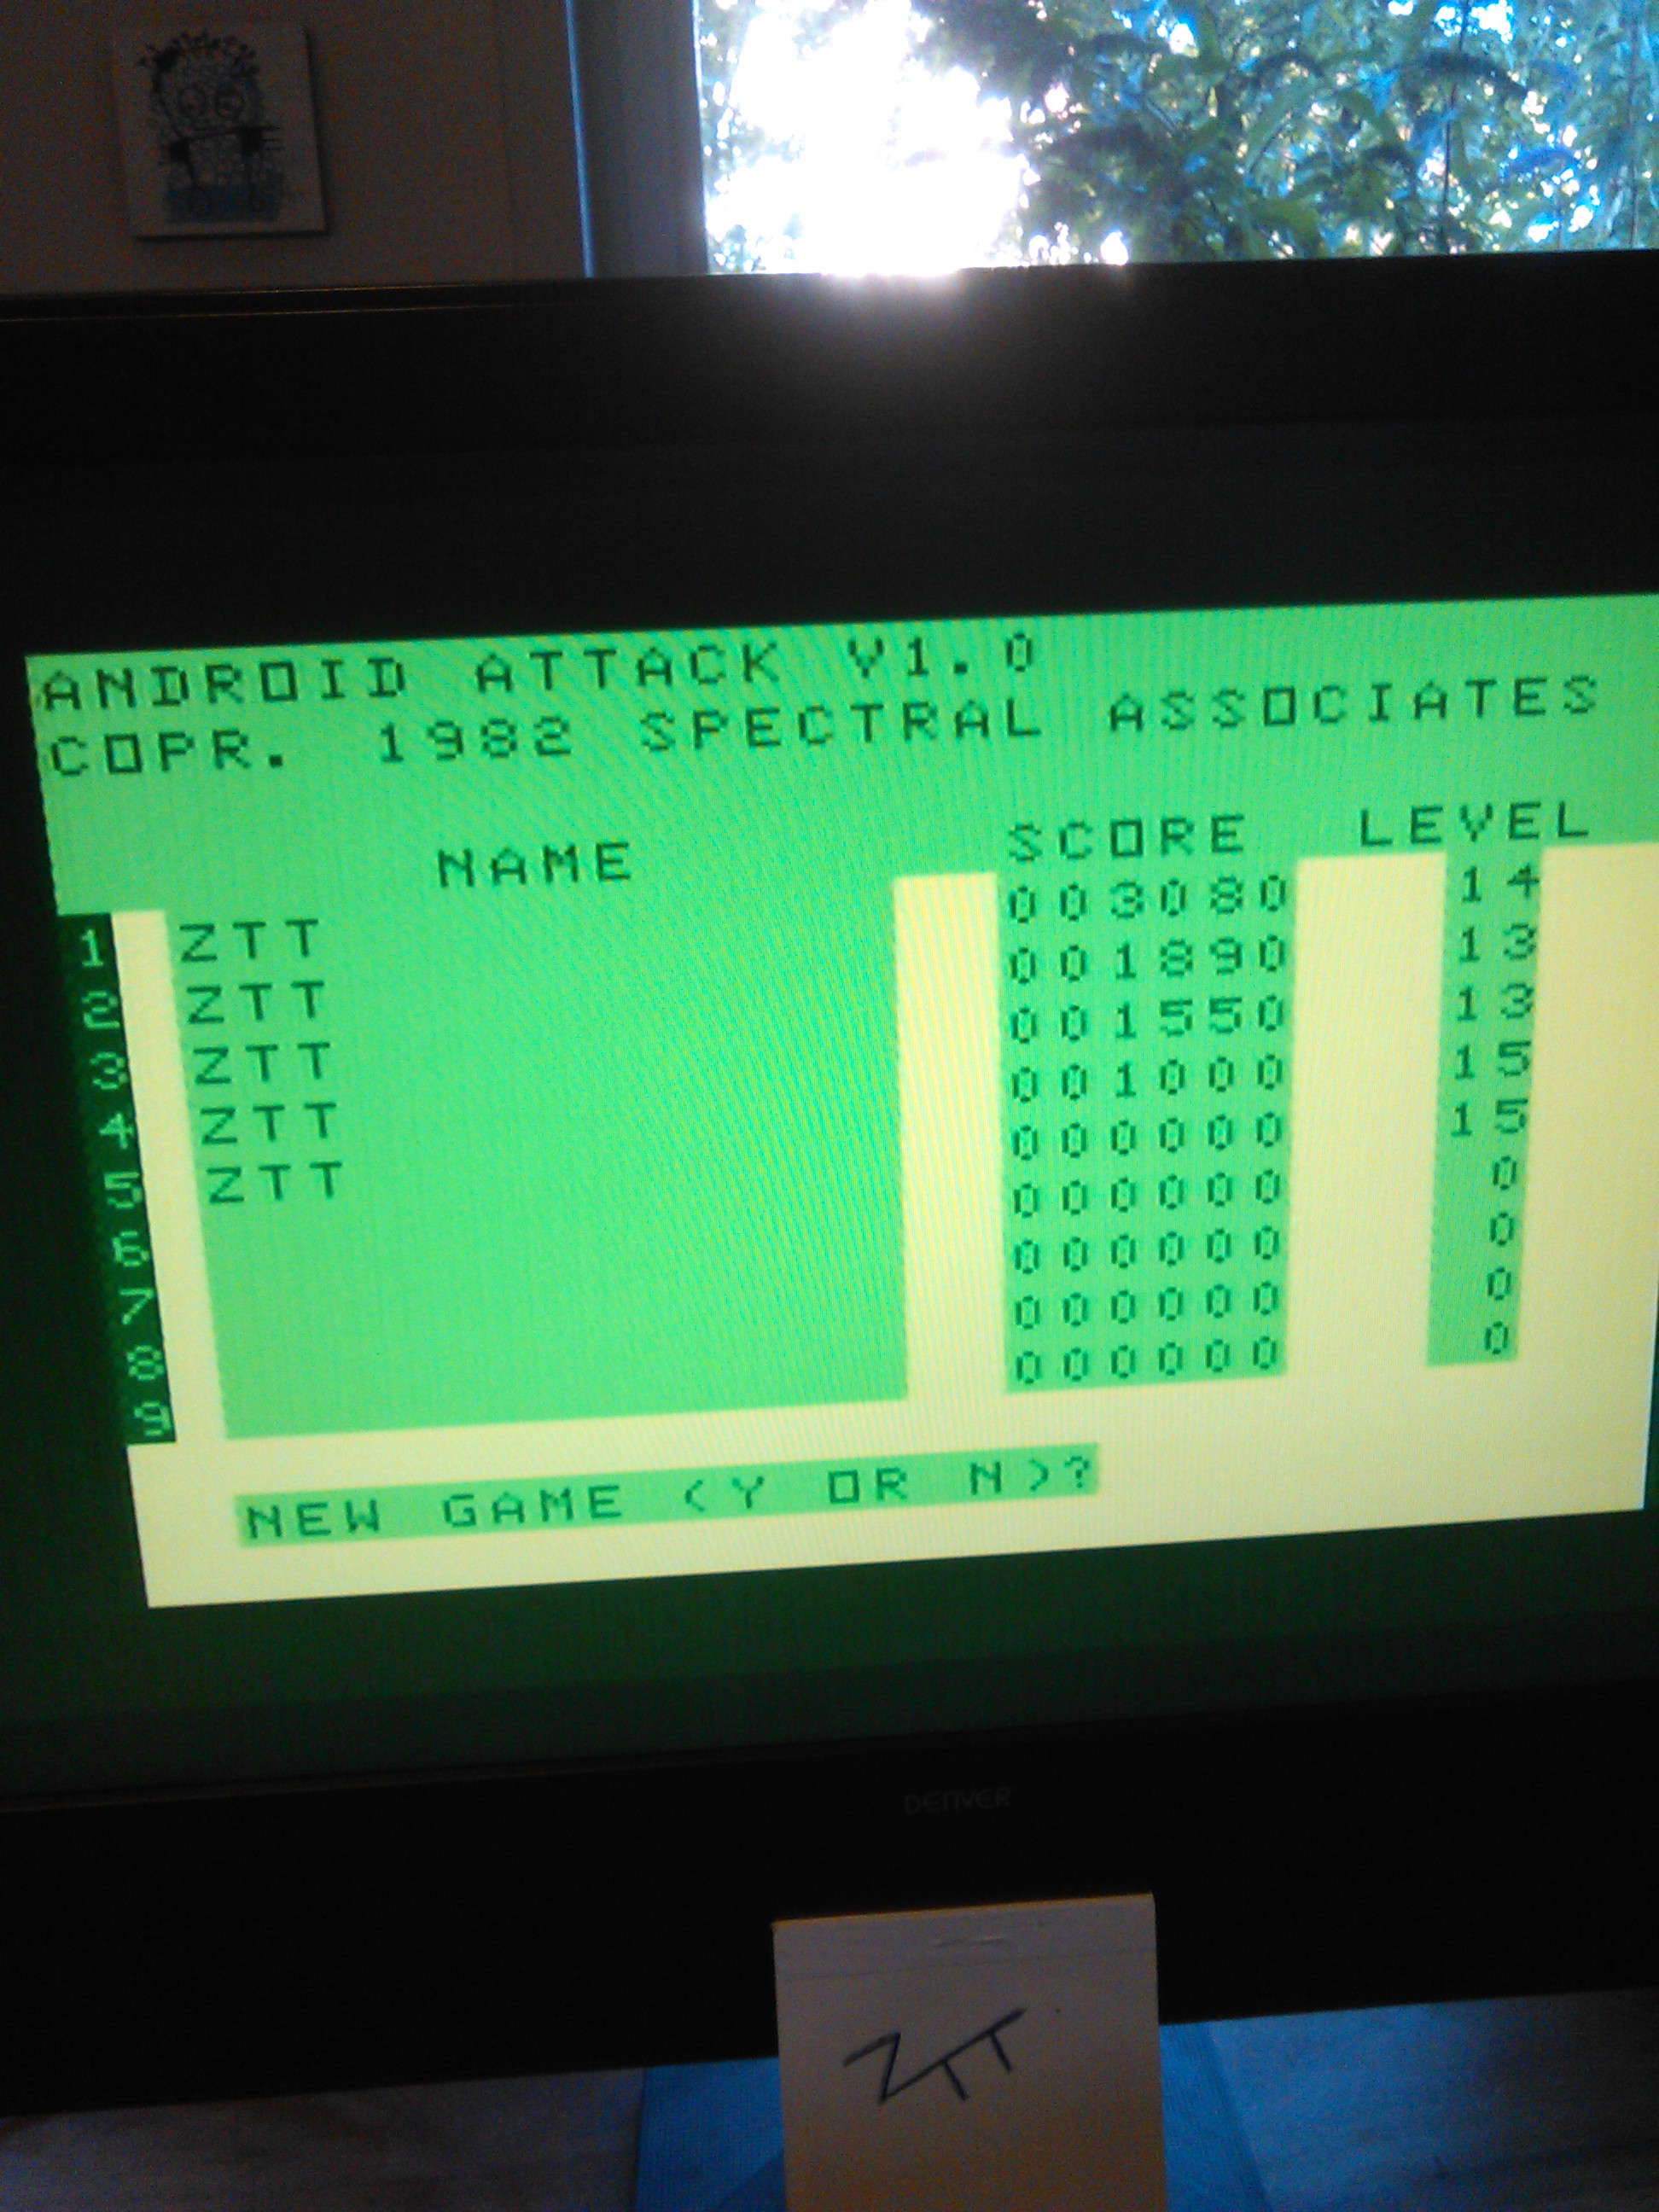 ANDROID ATTACK V1.0
COPR. 1982 SPECTRAL ASSOCIATES
NAME SCORE LEVEL
1 ZTT 003080 14
2 ZTT 001890 13
3 ZTT 001550 13
4 ZTT 001000 15
5 ZTT 000000 15
6 000000 0
7 000000 0
8 000000 0
9 000000 0
NEW GAME (Y OR N)?
DENVER
ZTT